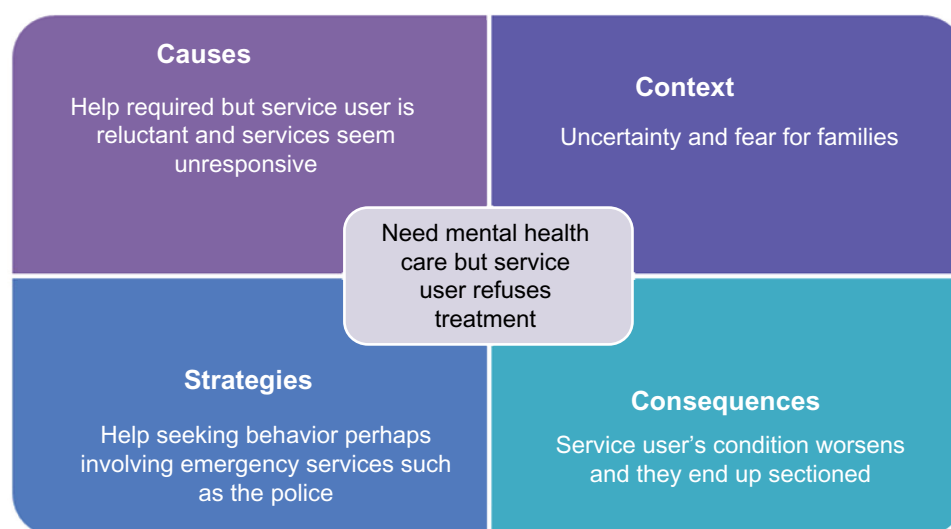 Causes
Help required but service user is
reluctant and services seem
unresponsive
Context
Uncertainty and fear for families
Need mental health
care but service
user refuses
treatment
Strategies
Help seeking behavior perhaps
involving emergency services such
as the police
Consequences
Service user’s condition worsens
and they end up sectioned